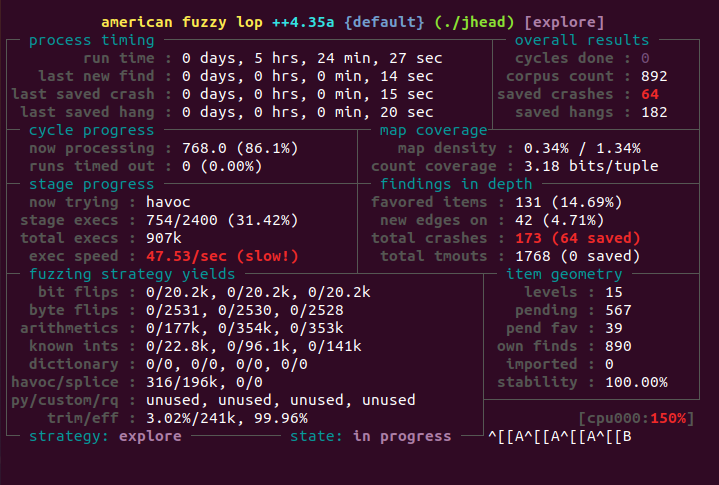 american fuzzy lop ++4.35a {default} (./jhead) [explore]
process timing overall results
run time : 0 days, 5 hrs, 24 min, 27 sec cycles done : 0
last new find : 0 days, 0 hrs, 0 min, 14 sec corpus count : 892
last saved crash : 0 days, 0 hrs, 0 min, 15 sec saved crashes : 64
last saved hang : 0 days, 0 hrs, 0 min, 20 sec saved hangs : 182
cycle progress map coverage
now processing : 768.0 (86.1%) map density : 0.34% / 1.34%
runs timed out : 0 (0.00%) count coverage : 3.18 bits/tuple
stage progress findings in depth
now trying : havoc favored items : 131 (14.69%)
stage execs : 754/2400 (31.42%) new edges on : 42 (4.71%)
total execs : 907k total crashes : 173 (64 saved)
exec speed : 47.53/sec (slow!) total tmouts : 1768 (0 saved)
fuzzing strategy yields item geometry
bit flips : 0/20.2k, 0/20.2k, 0/20.2k levels : 15
byte flips : 0/2531, 0/2530, 0/2528 pending : 567
arithmetics : 0/177k, 0/354k, 0/353k pend fav : 39
known ints : 0/22.8k, 0/96.1k, 0/141k own finds : 890
dictionary : 0/0, 0/0, 0/0, 0/0 imported : 0
havoc/splice : 316/196k, 0/0 stability : 100.00%
py/custom/rq : unused, unused, unused, unused
trim/eff : 3.02%/241k, 99.96% [cpu000:150%]
strategy: explore state: in progress ^[[A^[[A^[[A^[[B